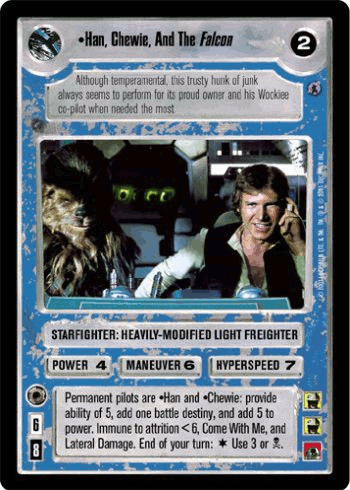 •Han, Chewie, And The Falcon
2
Although temperamental, this trusty hunk of junk
always seems to perform for its proud owner and his Wookiee
co-pilot when needed the most.
STARFIGHTER: HEAVILY-MODIFIED LIGHT FREIGHTER
POWER 4 MANEUVER 6 HYPERSPEED 7
Permanent pilots are •Han and •Chewie: provide
ability of 5, add one battle destiny, and add 5 to
power. Immune to attrition < 6, Come With Me, and
Lateral Damage. End of your turn: Use 3 or
6
8